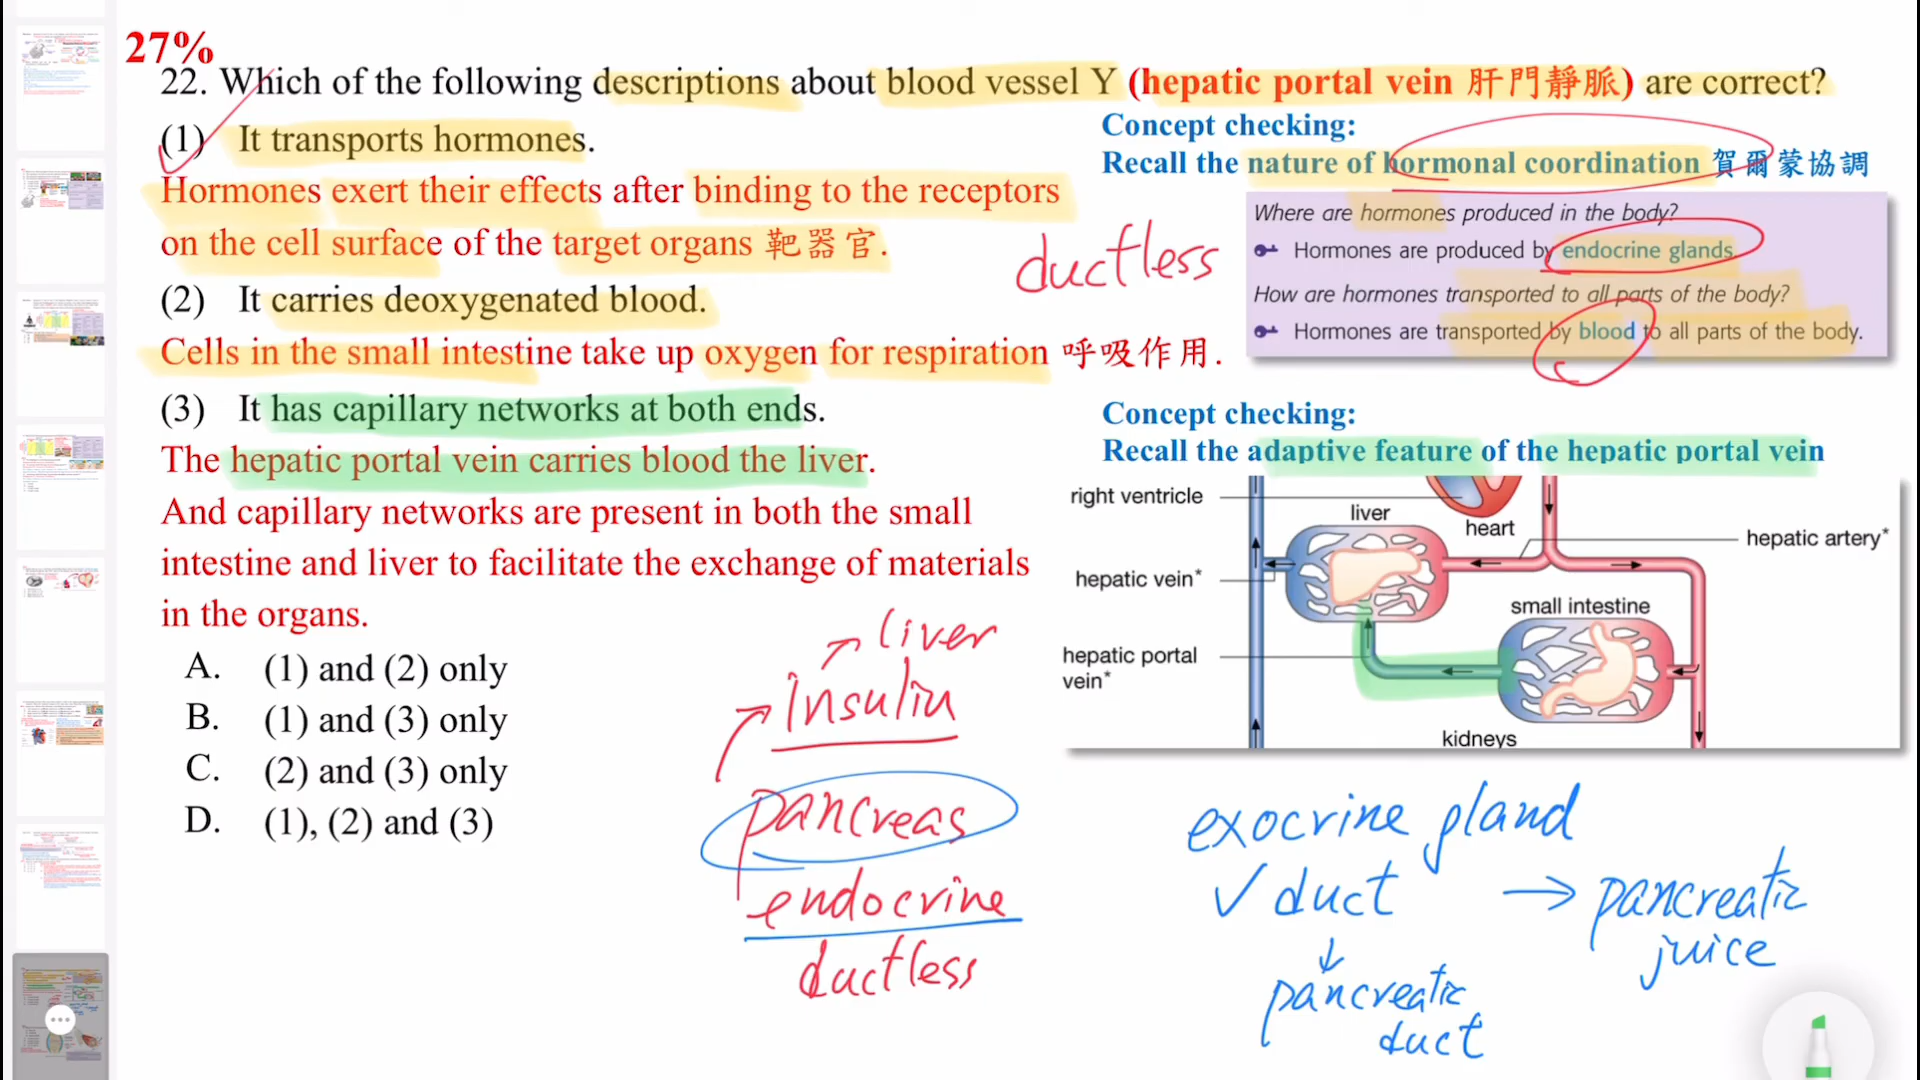 27%
22. Which of the following descriptions about blood vessel Y (hepatic portal vein 肝門靜脈) are correct?
(1) It transports hormones.
Hormones exert their effects after binding to the receptors
on the cell surface of the target organs 靶器官.
(2) It carries deoxygenated blood.
Cells in the small intestine take up oxygen for respiration 呼吸作用.
(3) It has capillary networks at both ends.
The hepatic portal vein carries blood the liver.
And capillary networks are present in both the small
intestine and liver to facilitate the exchange of materials
in the organs.
A. (1) and (2) only
B. (1) and (3) only
C. (2) and (3) only
D. (1), (2) and (3)
Concept checking:
Recall the nature of hormonal coordination 賀爾蒙協調
Where are hormones produced in the body?
Hormones are produced by endocrine glands.
How are hormones transported to all parts of the body?
Hormones are transported by blood to all parts of the body.
ductless
Concept checking:
Recall the adaptive feature of the hepatic portal vein
right ventricle
liver
heart
hepatic artery*
hepatic vein*
small intestine
hepatic portal
vein*
kidneys
liver
insulin
pancreas
endocrine
ductless
exocrine gland
✓ duct → pancreatic
juice
↓
pancreatic
duct